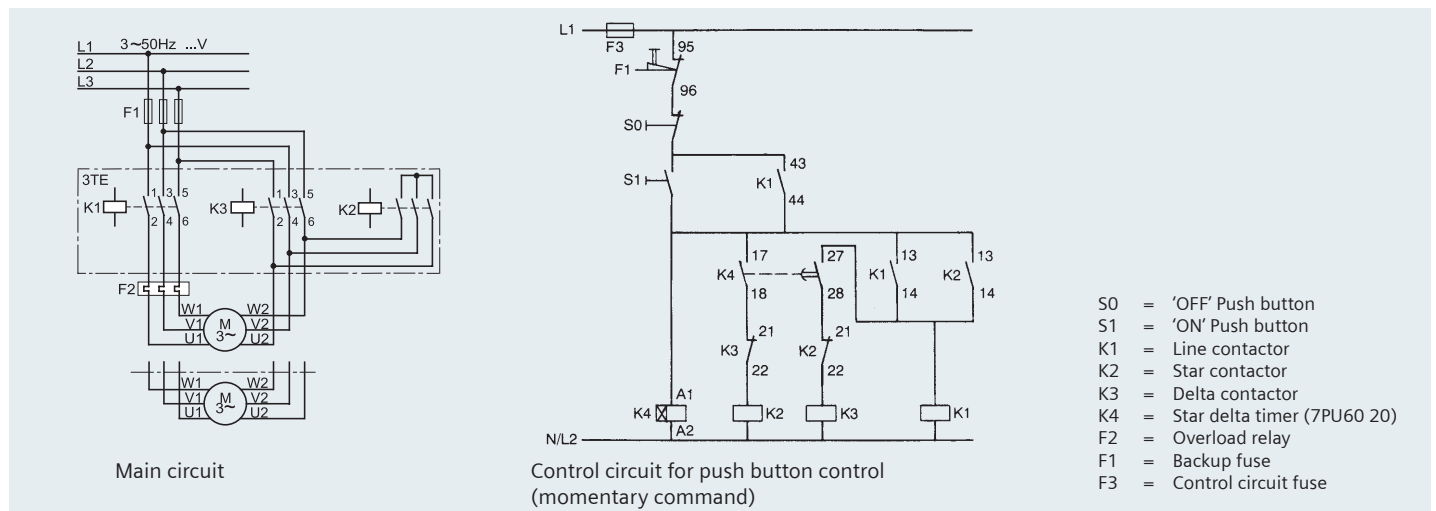 L1 3~50Hz ...V
L2
L3
F1
3TE
K1
1 3 5
2 4 6
K3
1 3 5
2 4 6
K2
F2
W1 W2
V1 M 3~ V2
U1 U2
W1 W2
V1 M 3~ V2
U1 U2
Main circuit
L1
F3
95
F1
96
S0
S1
43
K1
44
17
K4
18
27
28
13
K1
14
13
K2
14
21
K3
22
21
K2
22
A1
K4
A2
K2
K3
K1
N/L2
Control circuit for push button control
(momentary command)
S0 = ‘OFF’ Push button
S1 = ‘ON’ Push button
K1 = Line contactor
K2 = Star contactor
K3 = Delta contactor
K4 = Star delta timer (7PU60 20)
F2 = Overload relay
F1 = Backup fuse
F3 = Control circuit fuse